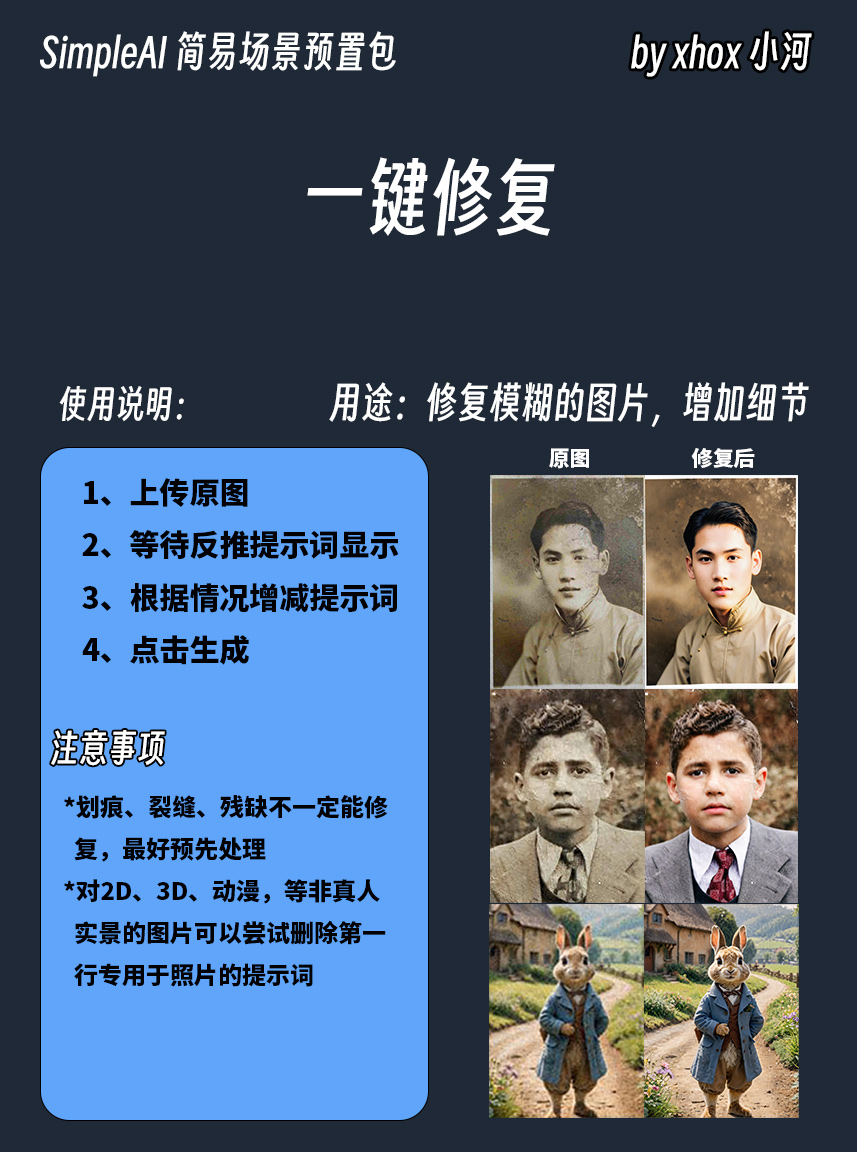 SimpleAI 简易场景预置包
by xhox 小河
一键修复
使用说明：
用途：修复模糊的图片，增加细节
1、上传原图
2、等待反推提示词显示
3、根据情况增减提示词
4、点击生成
注意事项
*划痕、裂缝、残缺不一定能修
复，最好预先处理
*对2D、3D、动漫，等非真人
实景的图片可以尝试删除第一
行专用于照片的提示词
原图
修复后